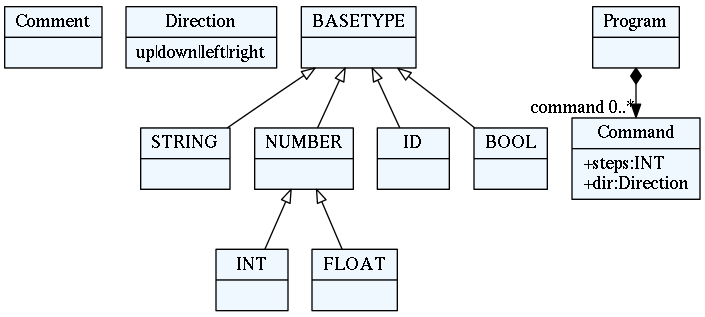 Comment
Direction
up|down|left|right
BASETYPE
Program
command 0..*
STRING
NUMBER
ID
BOOL
Command
+steps:INT
+dir:Direction
INT
FLOAT